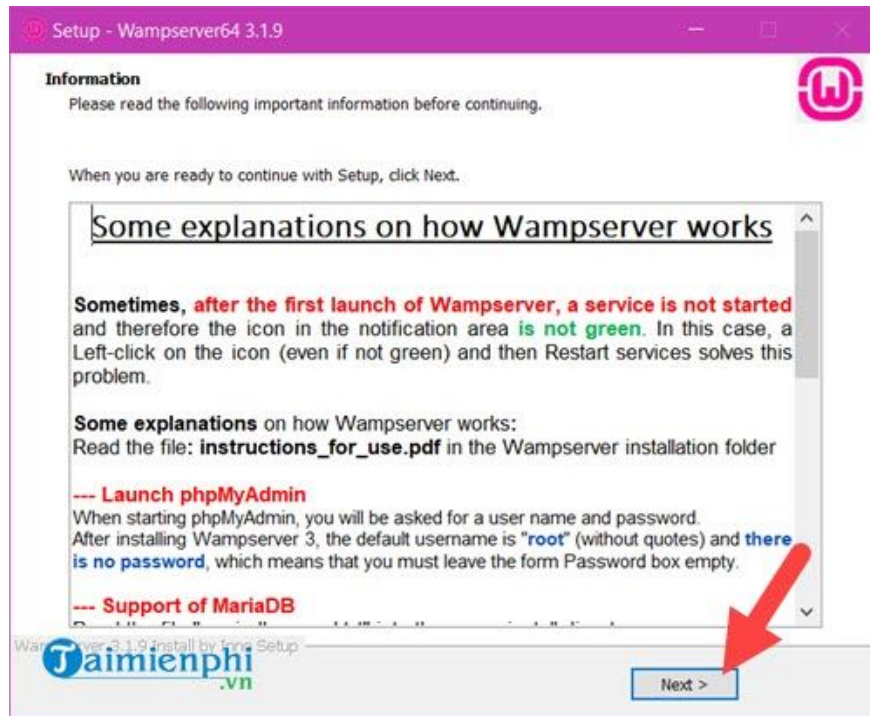 Setup - Wampserver64 3.1.9
Information
Please read the following important information before continuing.
When you are ready to continue with Setup, click Next.
Some explanations on how Wampserver works
Sometimes, after the first launch of Wampserver, a service is not started
and therefore the icon in the notification area is not green. In this case, a
Left-click on the icon (even if not green) and then Restart services solves this
problem.
Some explanations on how Wampserver works:
Read the file: instructions_for_use.pdf in the Wampserver installation folder
--- Launch phpMyAdmin
When starting phpMyAdmin, you will be asked for a user name and password.
After installing Wampserver 3, the default username is "root" (without quotes) and there
is no password, which means that you must leave the form Password box empty.
--- Support of MariaDB
3.1.9 Install by Inno Setup
Taimienphi
.vn
Next >